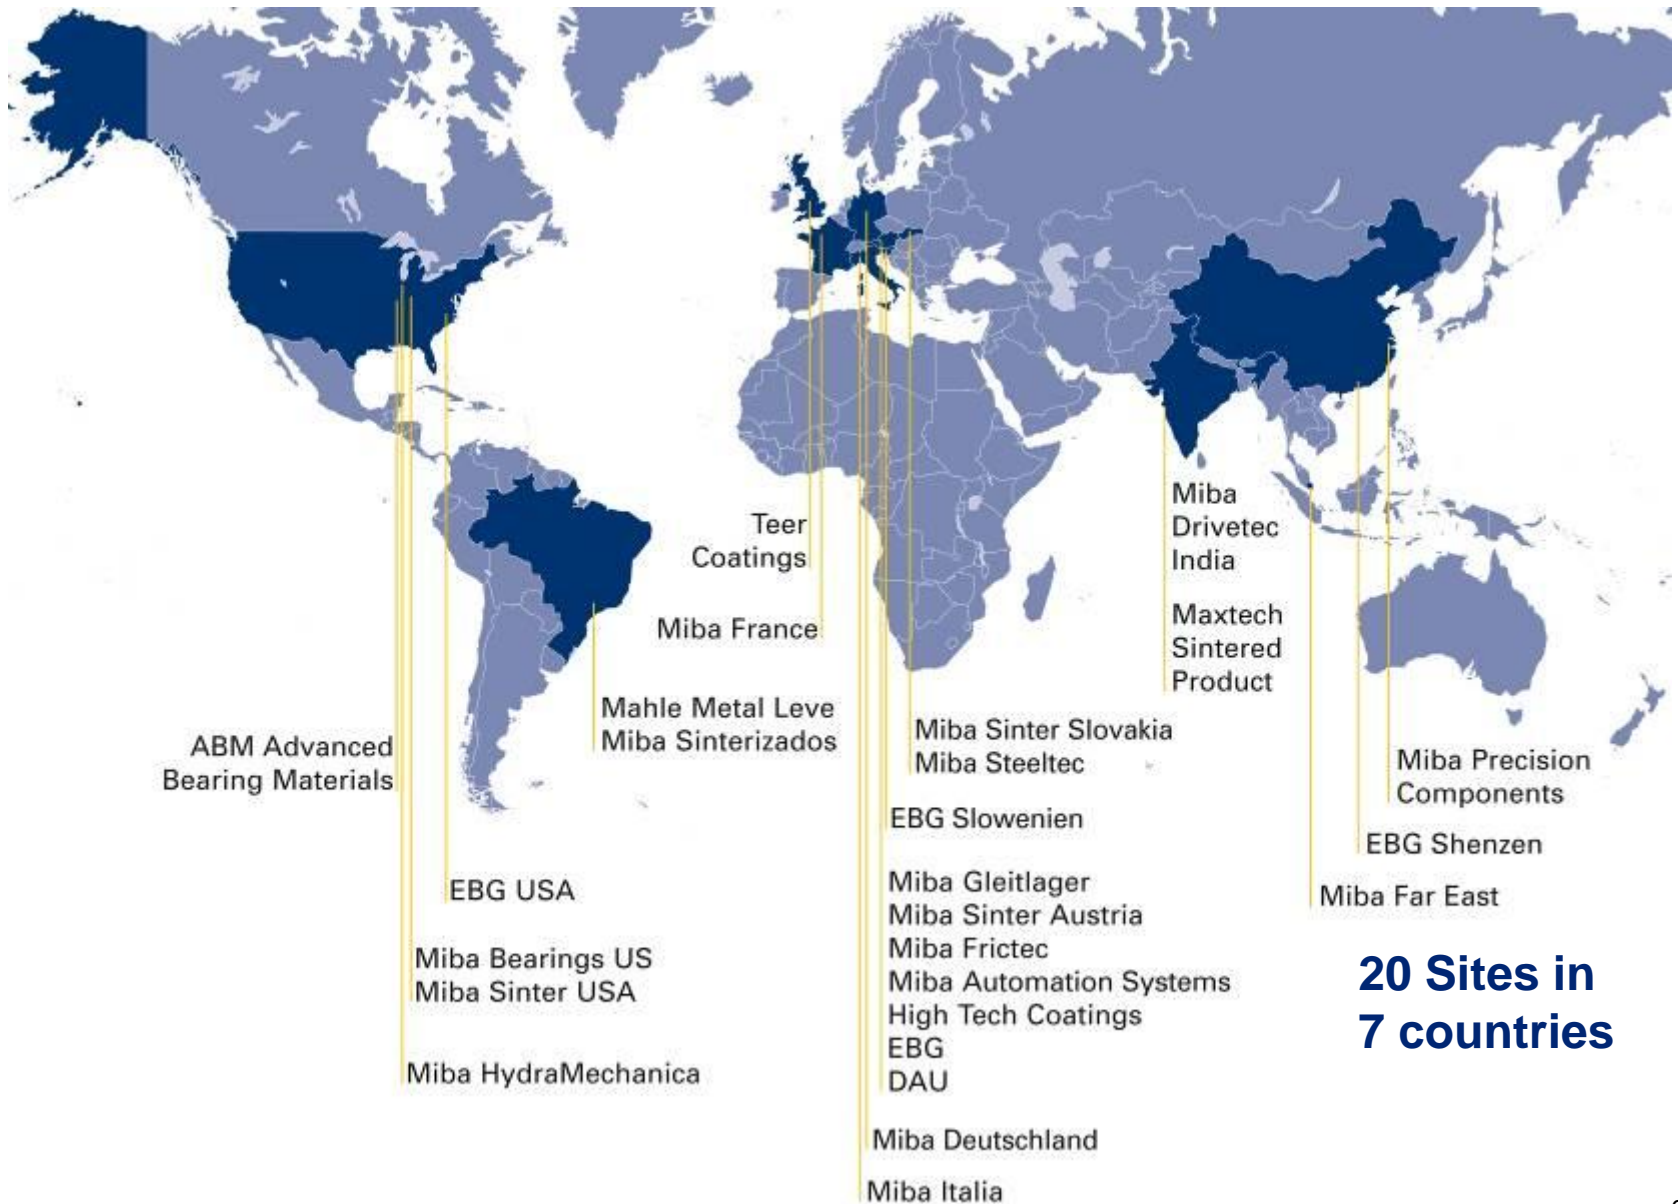 Teer
Coatings
Miba France
Mahle Metal Leve
Miba Sinterizados
ABM Advanced
Bearing Materials
EBG USA
Miba Bearings US
Miba Sinter USA
Miba HydraMechanica
Miba
Drivetec
India
Maxtech
Sintered
Product
Miba Sinter Slovakia
Miba Steeltec
EBG Slowenien
Miba Gleitlager
Miba Sinter Austria
Miba Frictec
Miba Automation Systems
High Tech Coatings
EBG
DAU
Miba Deutschland
Miba Italia
Miba Precision
Components
EBG Shenzen
Miba Far East
20 Sites in
7 countries